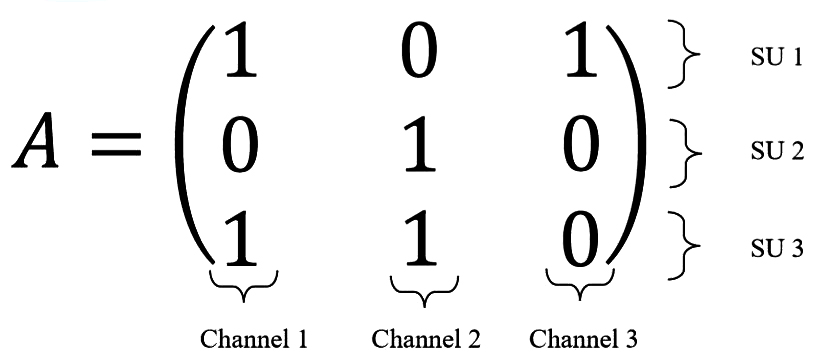 1 0 1 SU 1
A = 0 1 0 SU 2
1 1 0 SU 3
Channel 1 Channel 2 Channel 3